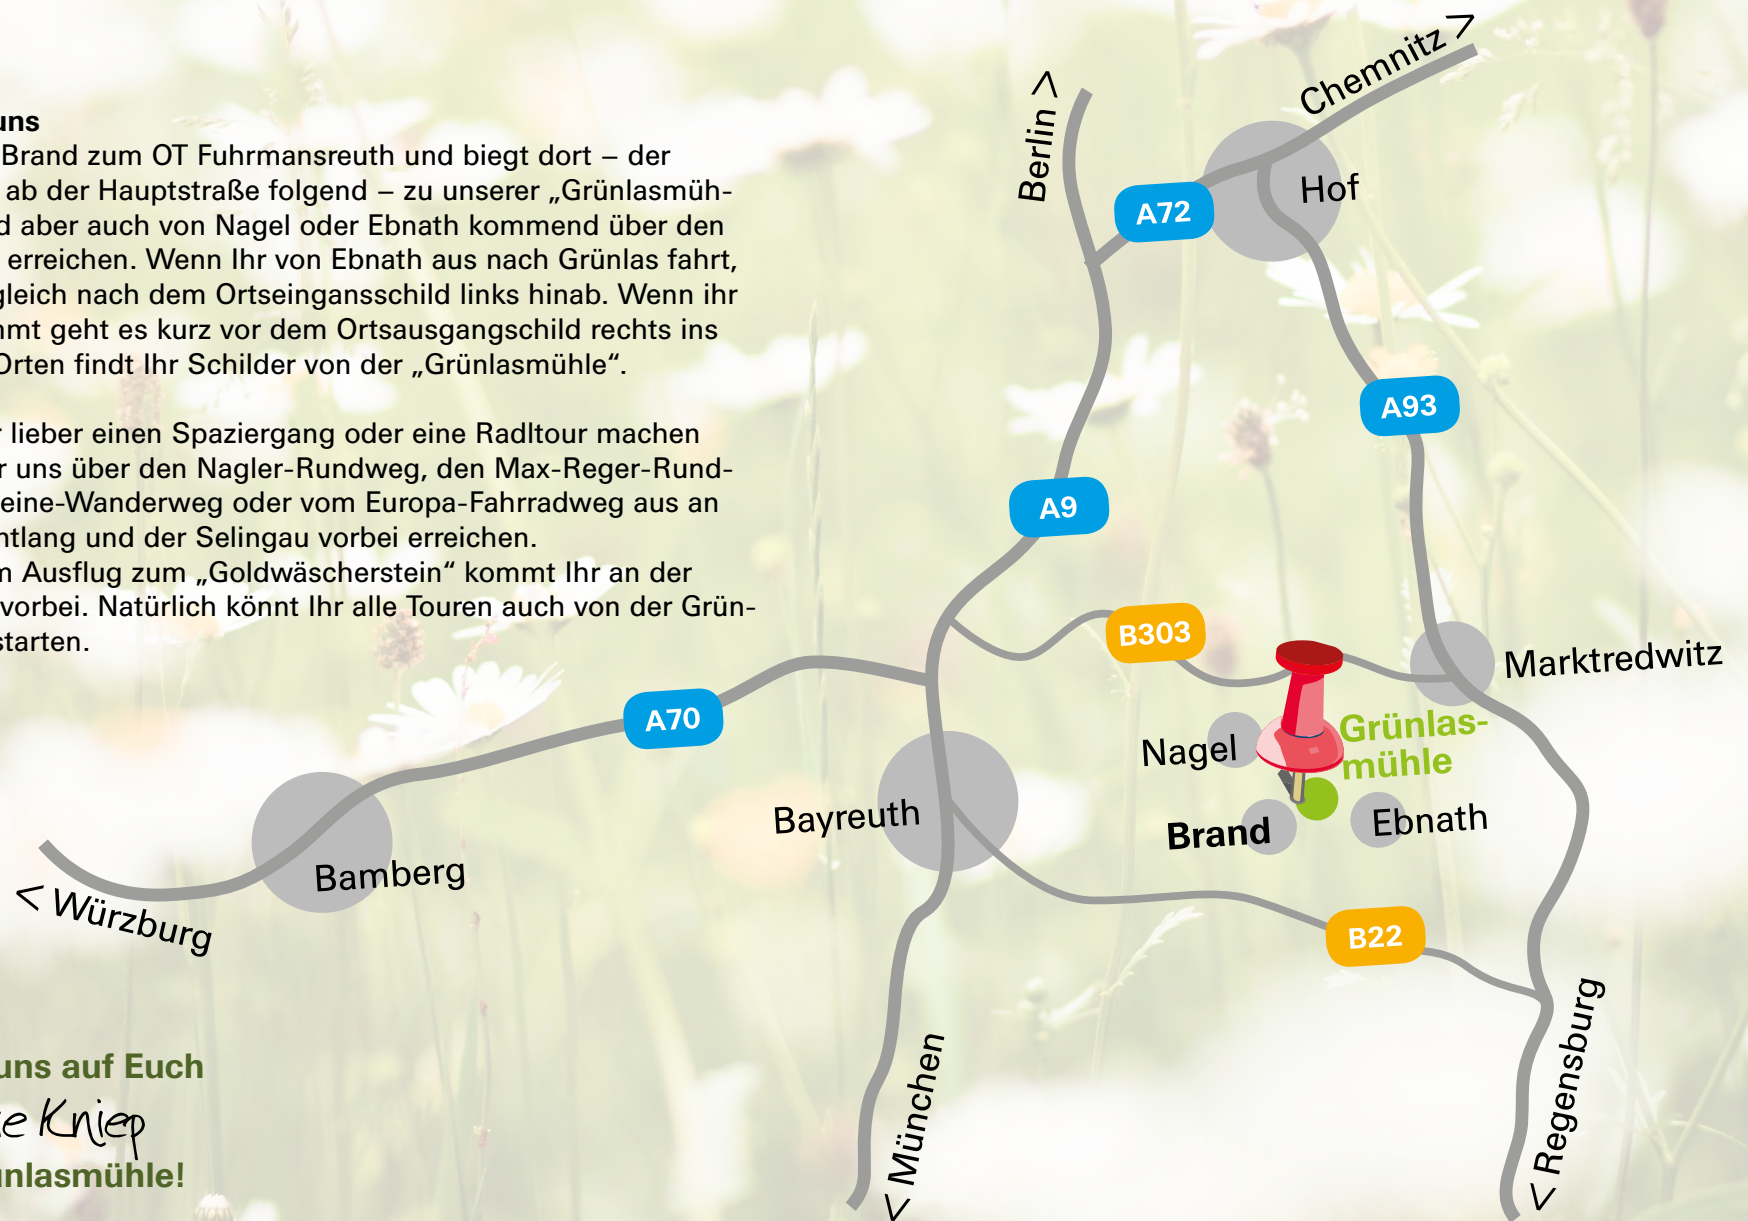 uns
Brand zum OT Fuhrmansreuth und biegt dort – der
ab der Hauptstraße folgend – zu unserer „Grünlasmüh-
d aber auch von Nagel oder Ebnath kommend über den
erreichen. Wenn Ihr von Ebnath aus nach Grünlas fahrt,
gleich nach dem Ortseingansschild links hinab. Wenn ihr
mmt geht es kurz vor dem Ortsausgangschild rechts ins
Orten findt Ihr Schilder von der „Grünlasmühle“.
r lieber einen Spaziergang oder eine Radltour machen
r uns über den Nagler-Rundweg, den Max-Reger-Rund-
eine-Wanderweg oder vom Europa-Fahrradweg aus an
ntlang und der Selingau vorbei erreichen.
m Ausflug zum „Goldwäscherstein“ kommt Ihr an der
vorbei. Natürlich könnt Ihr alle Touren auch von der Grün-
starten.
uns auf Euch
e Kniep
ünlasmühle!
Chemnitz >
Berlin >
A72
Hof
A93
A9
B303
Marktredwitz
A70
Nagel
Grünlas-
mühle
Bayreuth
Brand
Ebnath
Bamberg
< Würzburg
B22
< München
< Regensburg